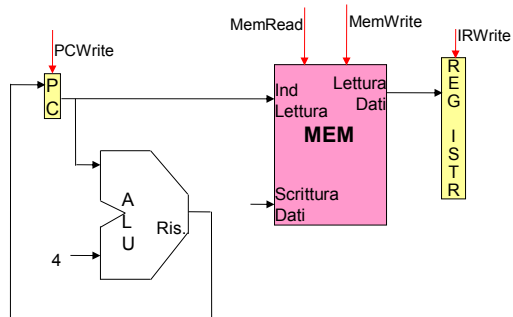 MemRead
MemWrite
IRWrite
PCWrite
P
C
Ind
Lettura
Lettura
Dati
MEM
Scrittura
Dati
R
E
G
I
S
T
R
A
L
U
Ris.
4